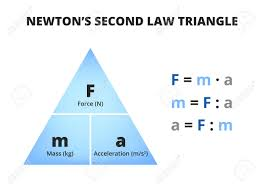 NEWTON'S SECOND LAW TRIANGLE
F
Force (N)
m
Mass (kg)
a
Acceleration (m/s²)
F = m · a
m = F : a
a = F : m